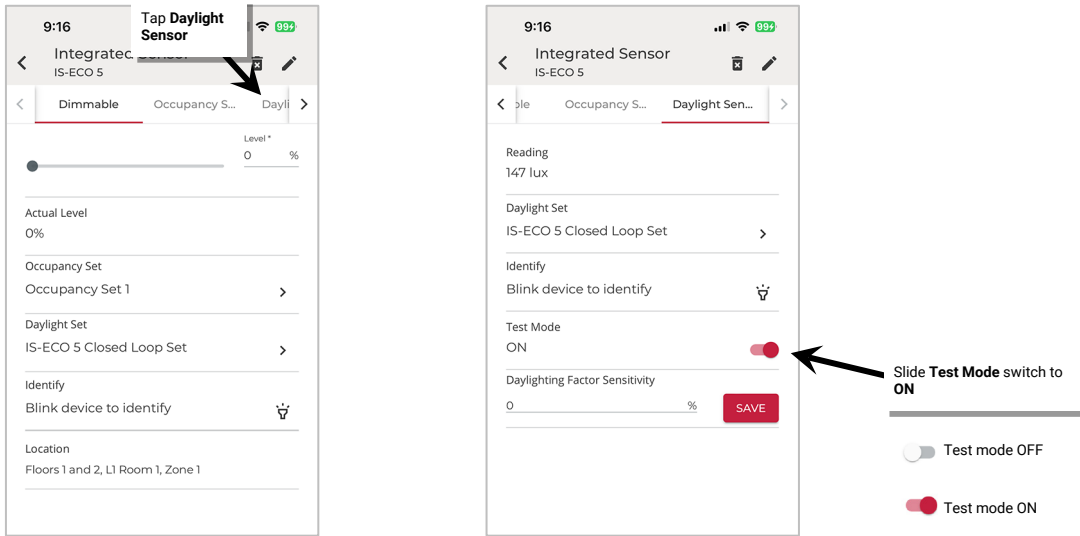 9:16
Tap Daylight
Sensor
99
Integrated Sensor
IS-ECO 5
Dimmable
Occupancy S...
Dayli
Level *
0 %
Actual Level
0%
Occupancy Set
Occupancy Set 1
Daylight Set
IS-ECO 5 Closed Loop Set
Identify
Blink device to identify
Location
Floors 1 and 2, L1 Room 1, Zone 1
9:16
99
Integrated Sensor
IS-ECO 5
ble
Occupancy S...
Daylight Sen...
Reading
147 lux
Daylight Set
IS-ECO 5 Closed Loop Set
Identify
Blink device to identify
Test Mode
ON
Daylighting Factor Sensitivity
0 %
SAVE
Slide Test Mode switch to
ON
Test mode OFF
Test mode ON